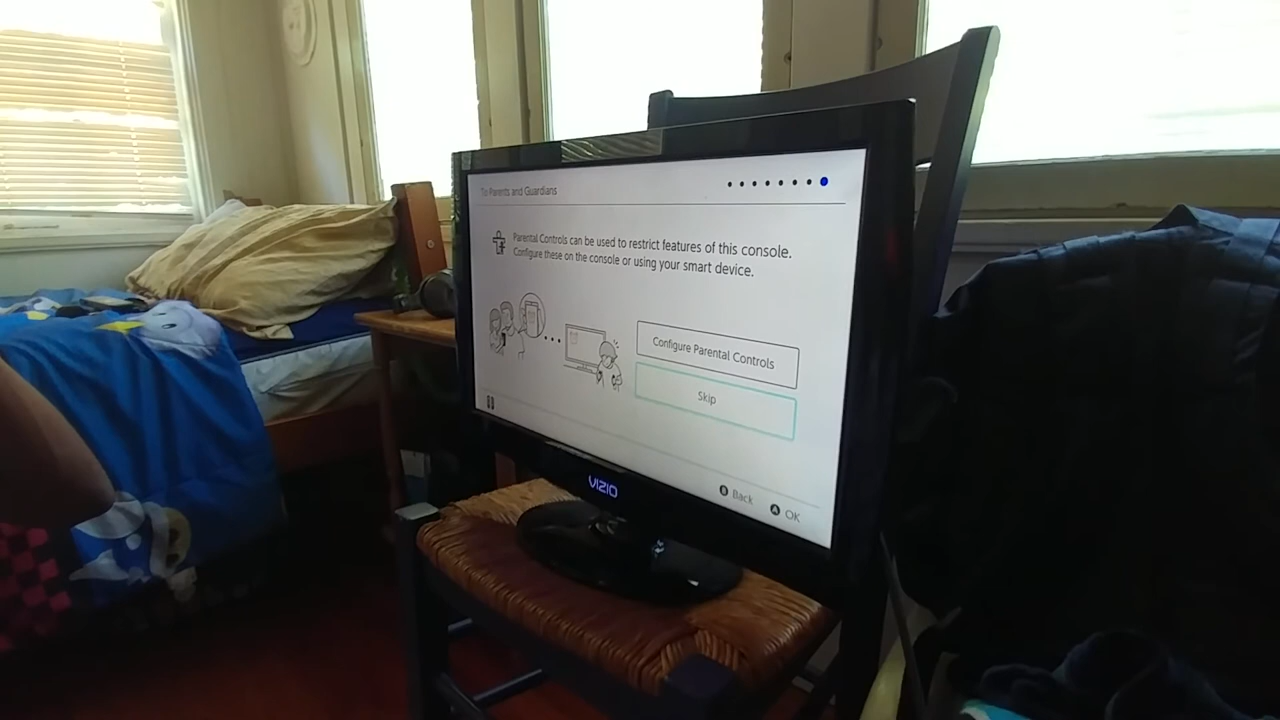 To Parents and Guardians
Parental Controls can be used to restrict features of this console.
Configure these on the console or using your smart device.
Configure Parental Controls
Skip
B Back
A OK
VIZIO